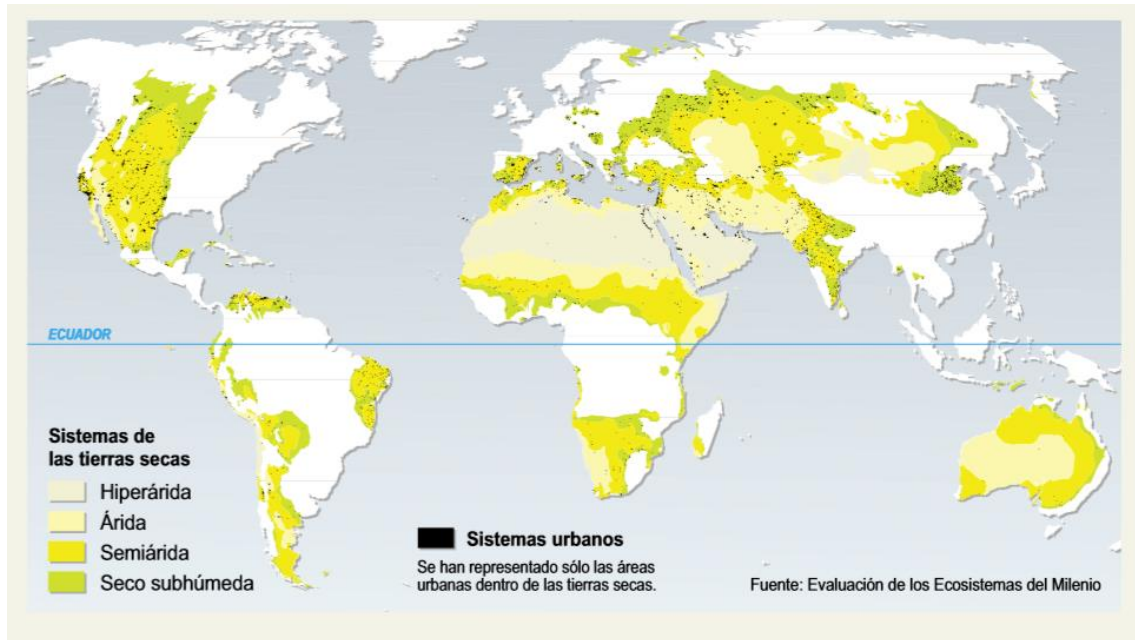 ECUADOR
Sistemas de
las tierras secas
Hiperárida
Árida
Semiárida
Seco subhúmeda
Sistemas urbanos
Se han representado sólo las áreas
urbanas dentro de las tierras secas.
Fuente: Evaluación de los Ecosistemas del Milenio